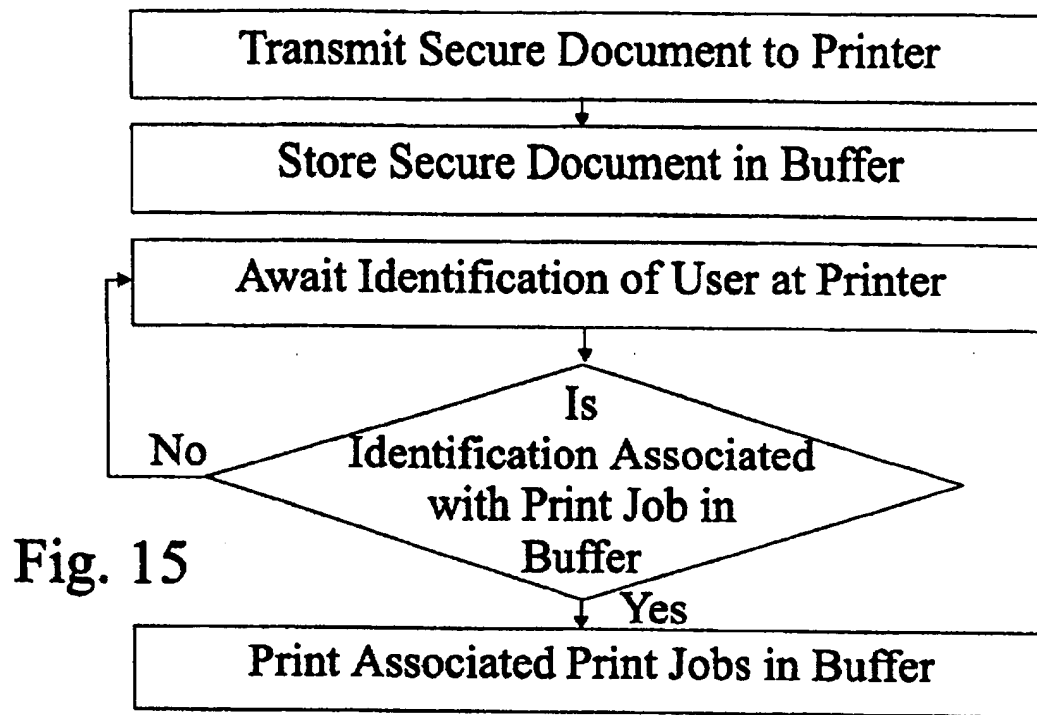 Transmit Secure Document to Printer
Store Secure Document in Buffer
Await Identification of User at Printer
Is
No
Identification Associated
with Print Job in
Buffer
Fig. 15
Yes
Print Associated Print Jobs in Buffer